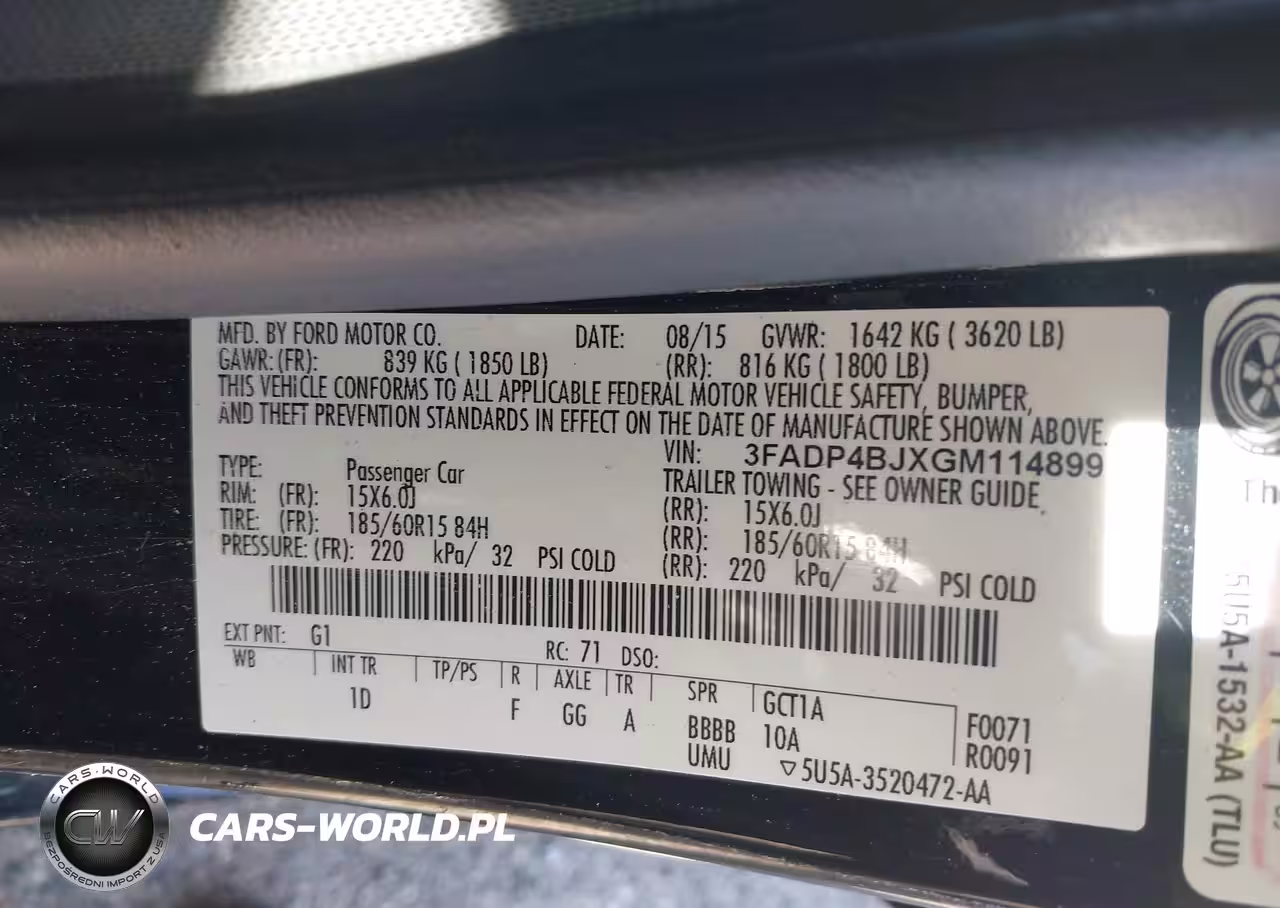 MFD. BY FORD MOTOR CO. DATE: 08/15 GVWR: 1642 KG ( 3620 LB)
GAWR: (FR): 839 KG ( 1850 LB) (RR): 816 KG ( 1800 LB)
THIS VEHICLE CONFORMS TO ALL APPLICABLE FEDERAL MOTOR VEHICLE SAFETY, BUMPER,
AND THEFT PREVENTION STANDARDS IN EFFECT ON THE DATE OF MANUFACTURE SHOWN ABOVE.
VIN: 3FADP4BJXGM114899
TYPE: Passenger Car TRAILER TOWING - SEE OWNER GUIDE,
RIM: (FR): 15X6.0J (RR): 15X6.0J
TIRE: (FR): 185/60R15 84H (RR): 185/60R15 84H
PRESSURE: (FR): 220 kPa/ 32 PSI COLD (RR): 220 kPa/ 32 PSI COLD
EXT PNT: G1 RC: 71 DSO:
WB INT TR TP/PS R AXLE TR SPR GCT1A
1D F GG A BBBB 10A F0071
UMU R0091
▽5U5A-3520472-AA
5U5A-1532-AA (TLU)
CARS-WORLD
CW
BEZPOŚREDNI IMPORT Z USA
CARS-WORLD.PL